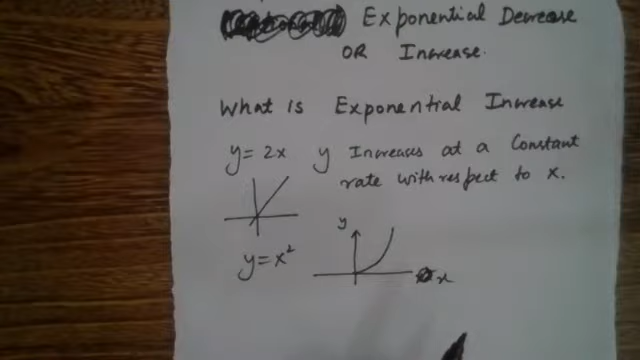 Exponential Decrease
OR Increase.
What is Exponential Increase
y = 2x y Increases at a Constant
rate with respect to x.
y
y = x²
x